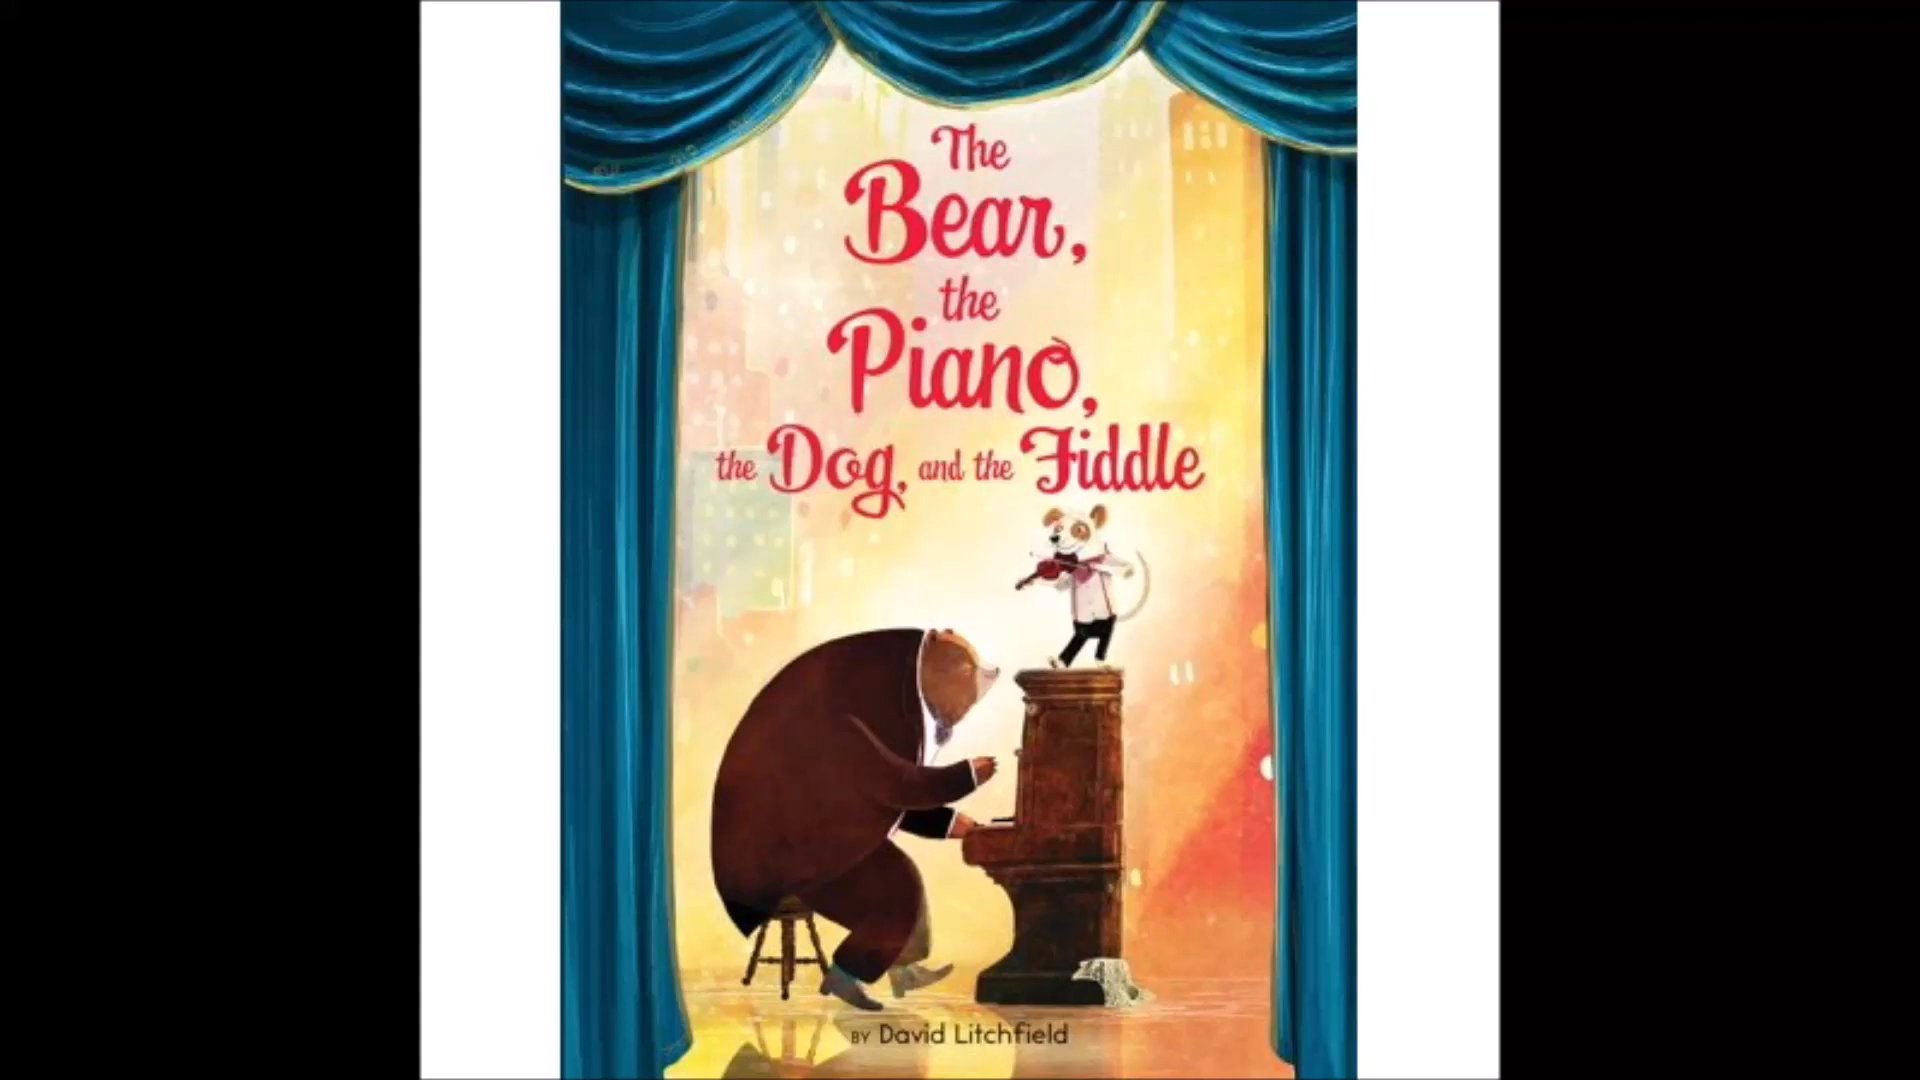 The
Bear,
the
Piano,
the Dog, and the Fiddle
BY David Litchfield